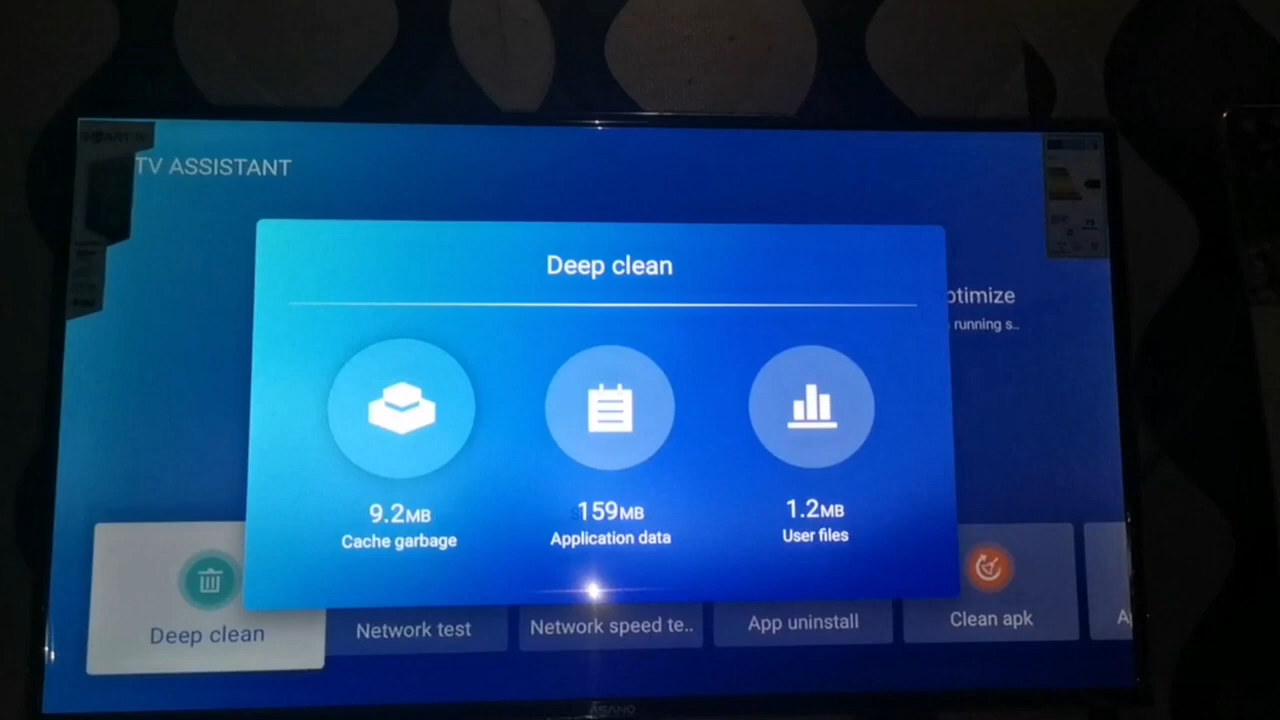 TV ASSISTANT
Deep clean
ptimize
running s..
9.2MB
159MB
1.2MB
Cache garbage
Application data
User files
Deep clean
Network test
Network speed te..
App uninstall
Clean apk
ASANO